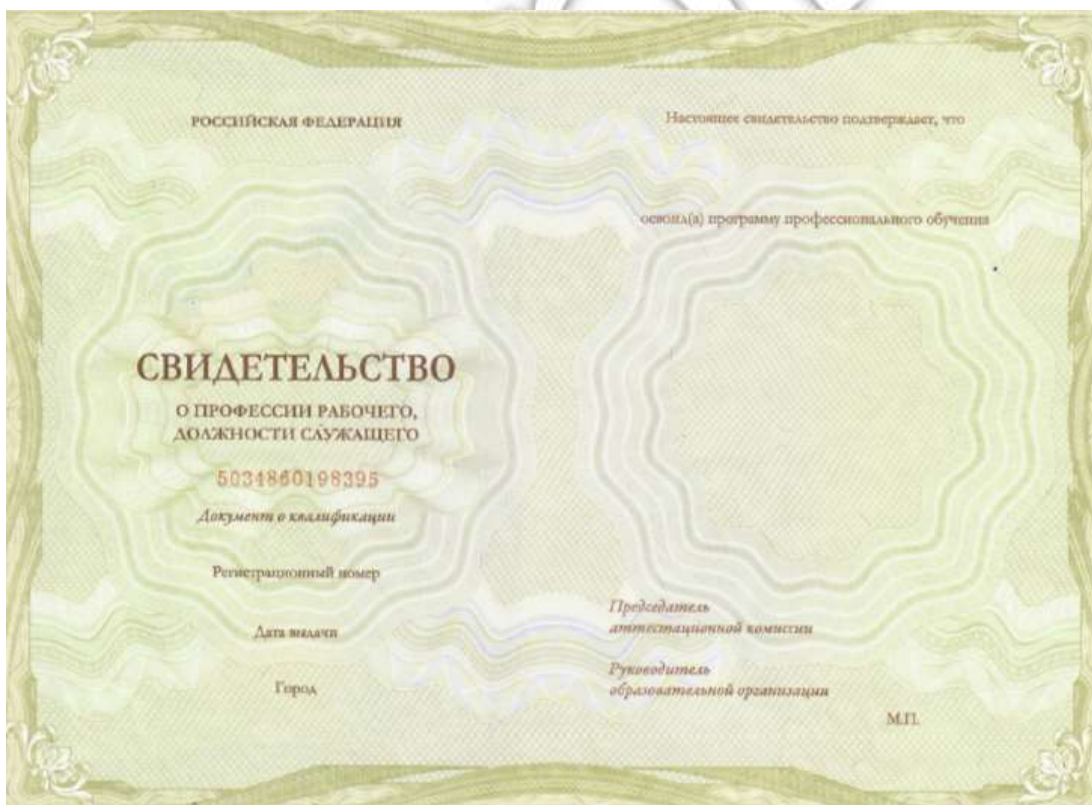 РОССИЙСКАЯ ФЕДЕРАЦИЯ
СВИДЕТЕЛЬСТВО
О ПРОФЕССИИ РАБОЧЕГО,
ДОЛЖНОСТИ СЛУЖАЩЕГО
5034860198395
Документ о квалификации
Регистрационный номер
Дата выдачи
Город
Настоящее свидетельство подтверждает, что
освоил(а) программу профессионального обучения
Председатель
аттестационной комиссии
Руководитель
образовательной организации
М.П.